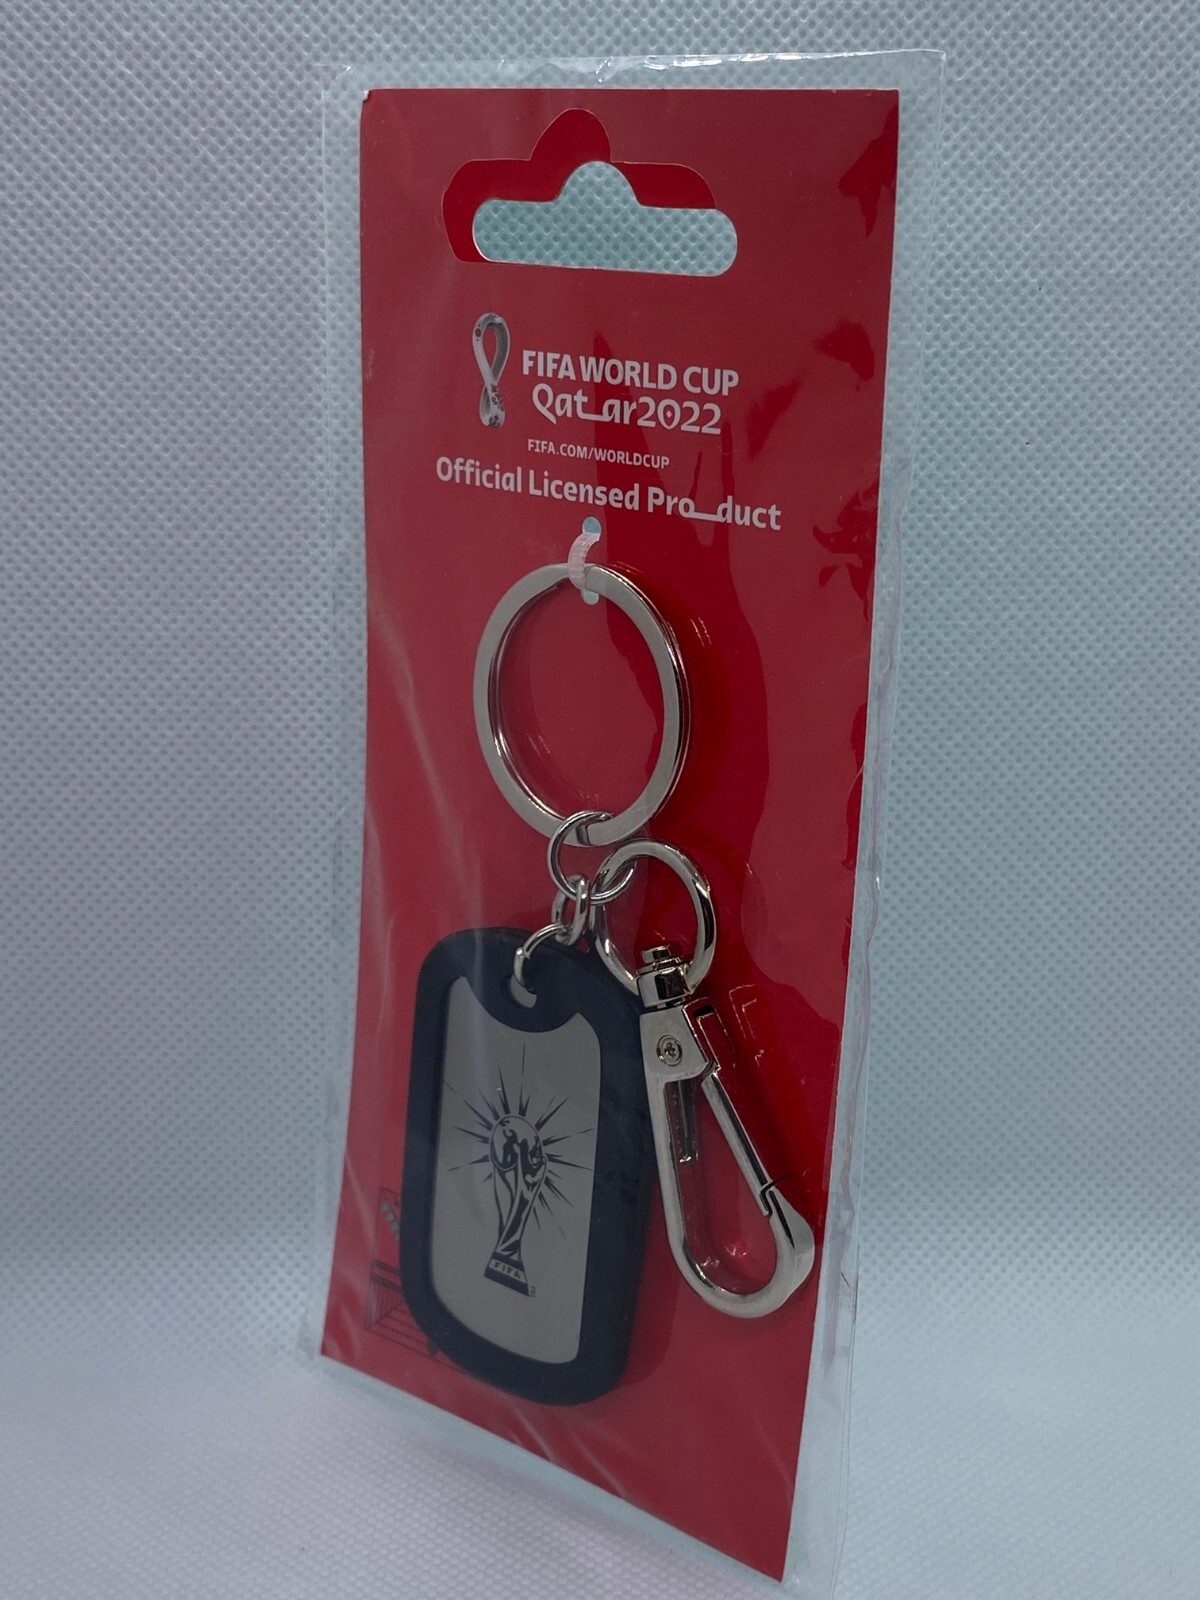 FIFA WORLD CUP
Qatar2022
FIFA.COM/WORLDCUP
Official Licensed Product
FIFA